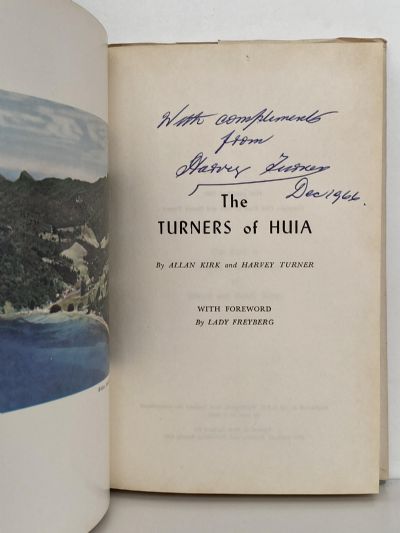 With compliments
from
Harvey Turner
Dec 1966.
The
TURNERS of HUIA
By ALLAN KIRK and HARVEY TURNER
WITH FOREWORD
By LADY FREYBERG